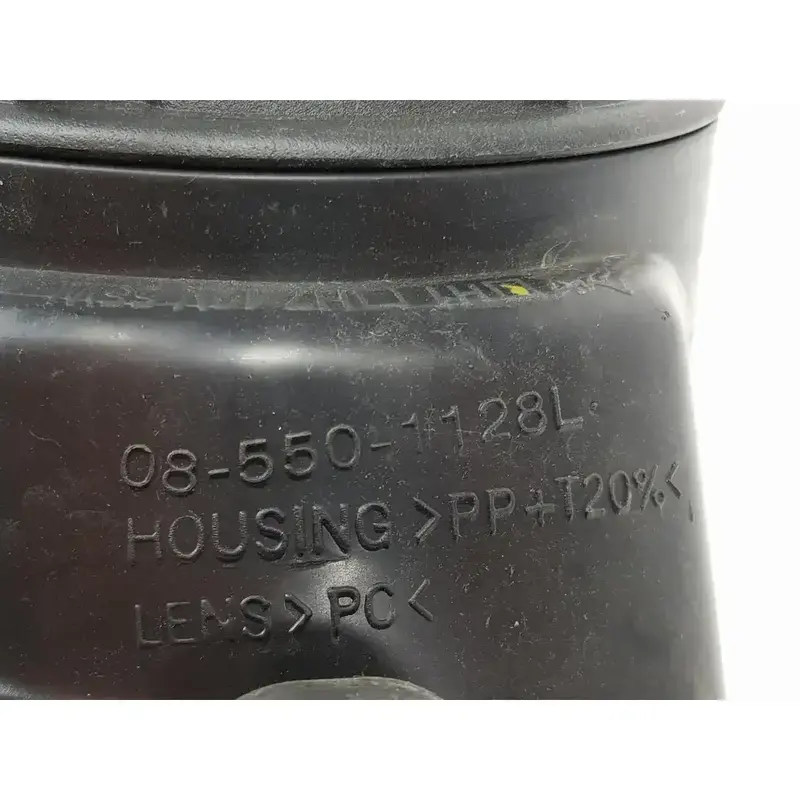 08-550-1128L
HOUSING >PP+T20%<
LENS >PC<